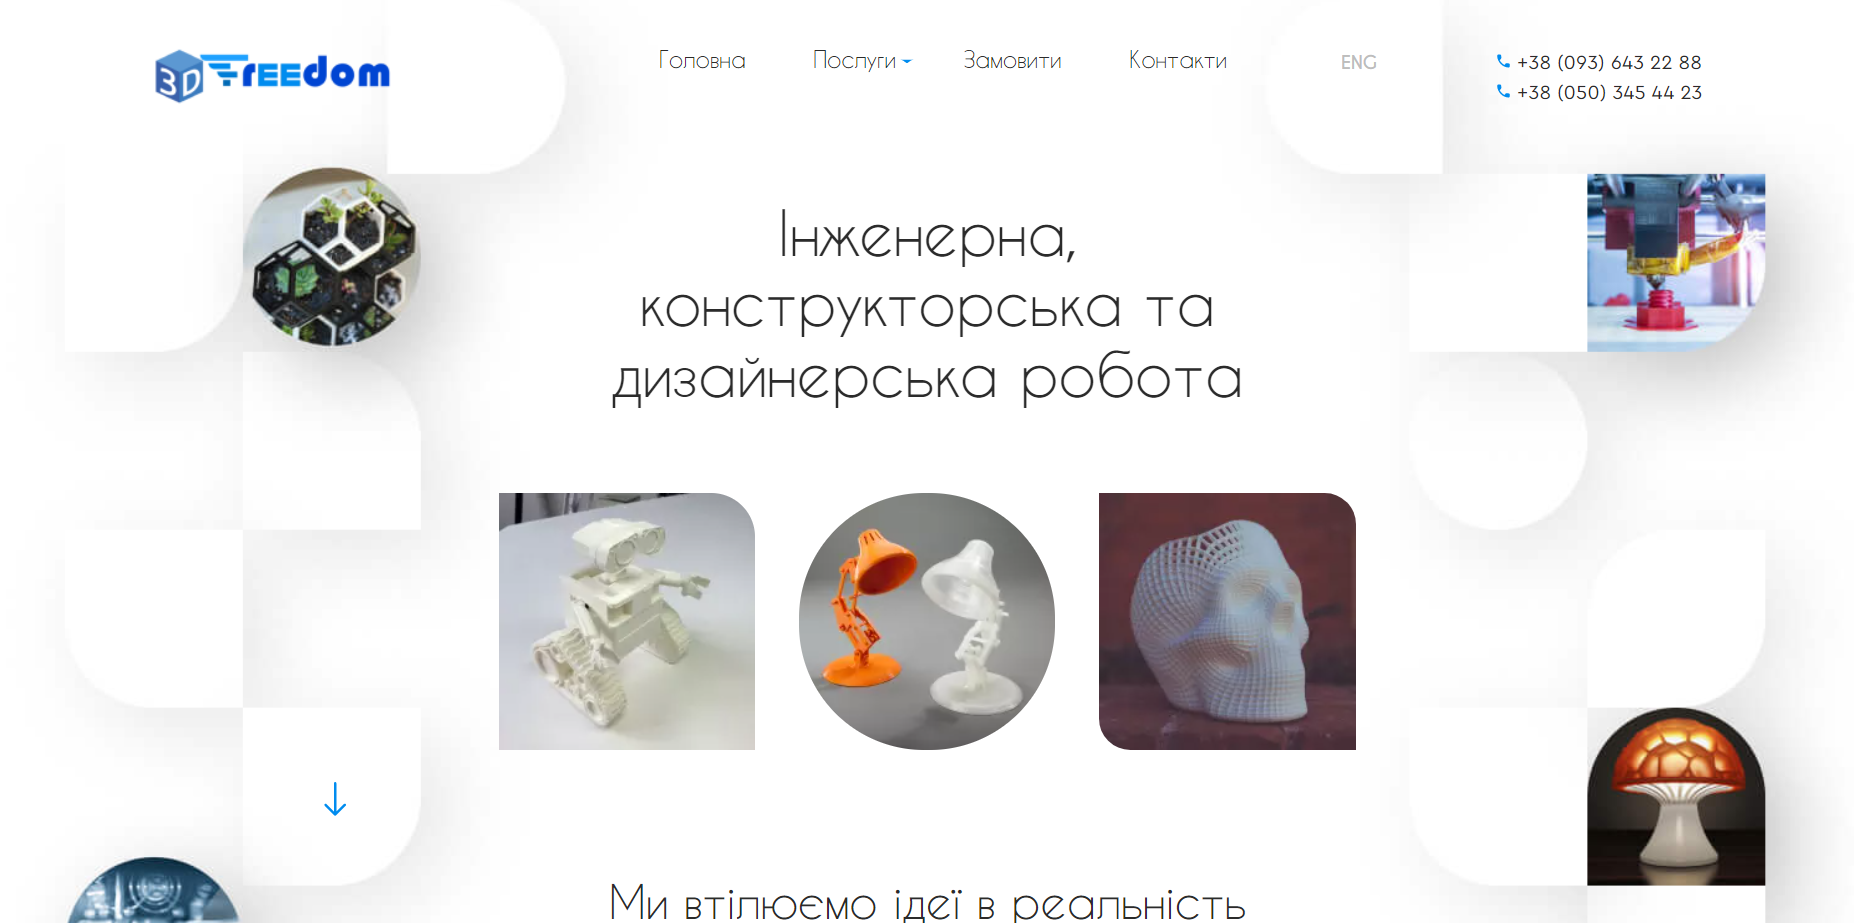 3D Freedom
Головна Послуги Замовити Контакти ENG
+38 (093) 643 22 88
+38 (050) 345 44 23
Інженерна,
конструкторська та
дизайнерська робота
Ми втілюємо ідеї в реальність